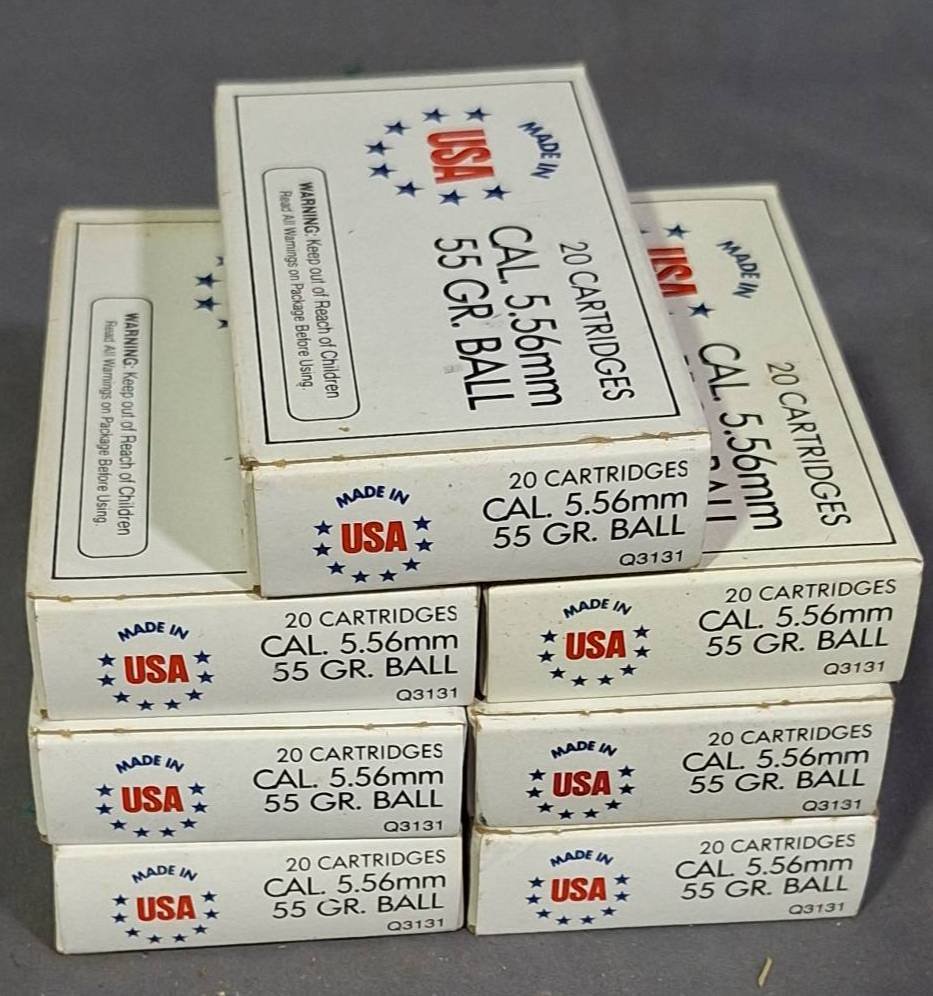 MADE IN
USA
20 CARTRIDGES
CAL. 5.56mm
55 GR. BALL
WARNING: Keep out of Reach of Children
Read All Warnings on Package Before Using.
WARNING: Keep out of Reach of Children
Read All Warnings on Package Before Using.
MADE IN
USA
20 CARTRIDGES
CAL. 5.56mm
MADE IN
USA
20 CARTRIDGES
CAL. 5.56mm
55 GR. BALL
Q3131
MADE IN
USA
20 CARTRIDGES
CAL. 5.56mm
55 GR. BALL
Q3131
MADE IN
USA
20 CARTRIDGES
CAL. 5.56mm
55 GR. BALL
Q3131
MADE IN
USA
20 CARTRIDGES
CAL. 5.56mm
55 GR. BALL
Q3131
MADE IN
USA
20 CARTRIDGES
CAL. 5.56mm
55 GR. BALL
Q3131
MADE IN
USA
20 CARTRIDGES
CAL. 5.56mm
55 GR. BALL
Q3131
MADE IN
USA
20 CARTRIDGES
CAL. 5.56mm
55 GR. BALL
Q3131